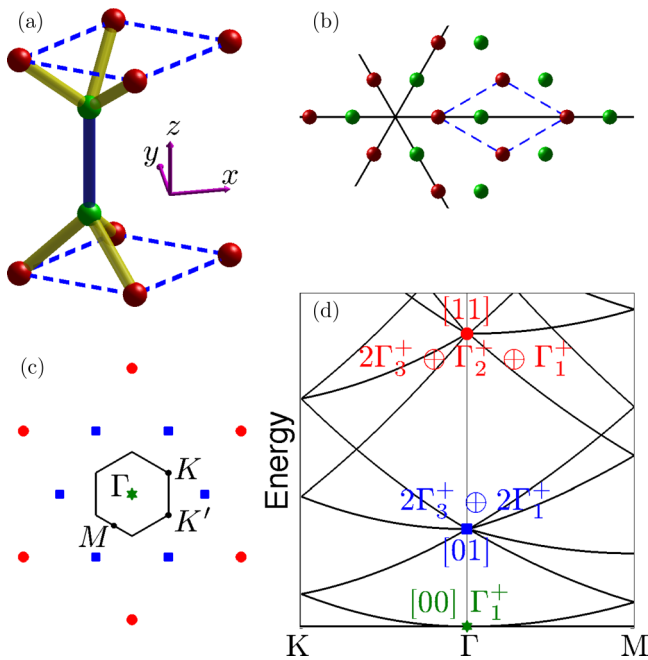 (a)
z
y
x
(b)
(c)
Γ
K
K′
M
(d)
[11]
2Γ₃⁺ ⊕ Γ₂⁺ ⊕ Γ₁⁺
Energy
2Γ₃⁺ ⊕ 2Γ₁⁺
[01]
[00] Γ₁⁺
K Γ M